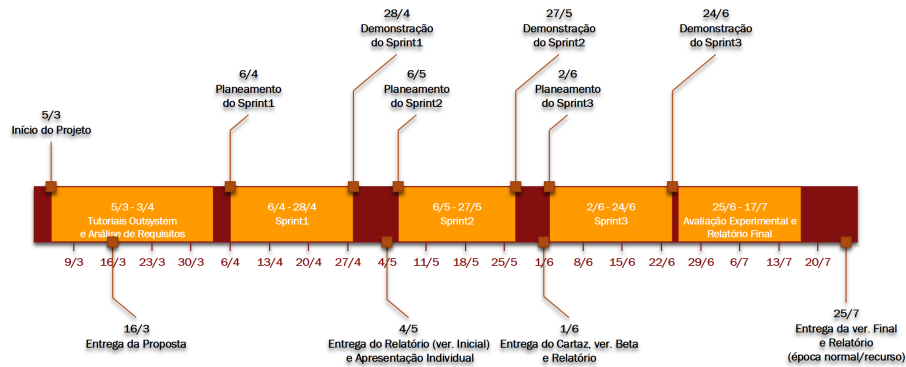 28/4
Demonstração
do Sprint1
27/5
Demonstração
do Sprint2
24/6
Demonstração
do Sprint3
6/4
Planeamento
do Sprint1
6/5
Planeamento
do Sprint2
2/6
Planeamento
do Sprint3
5/3
Início do Projeto
5/3 - 3/4
Tutoriais Outsystem
e Análise de Requisitos
6/4 - 28/4
Sprint1
6/5 - 27/5
Sprint2
2/6 - 24/6
Sprint3
25/6 - 17/7
Avaliação Experimental e
Relatório Final
9/3 16/3 23/3 30/3 6/4 13/4 20/4 27/4 4/5 11/5 18/5 25/5 1/6 8/6 15/6 22/6 29/6 6/7 13/7 20/7
16/3
Entrega da Proposta
4/5
Entrega do Relatório (ver. Inicial)
e Apresentação Individual
1/6
Entrega do Cartaz, ver. Beta
e Relatório
25/7
Entrega da ver. Final
e Relatório
(época normal/recurso)